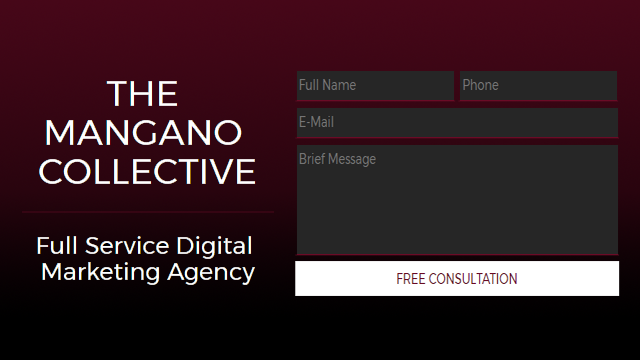 THE
MANGANO
COLLECTIVE
Full Service Digital
Marketing Agency
Full Name
Phone
E-Mail
Brief Message
FREE CONSULTATION